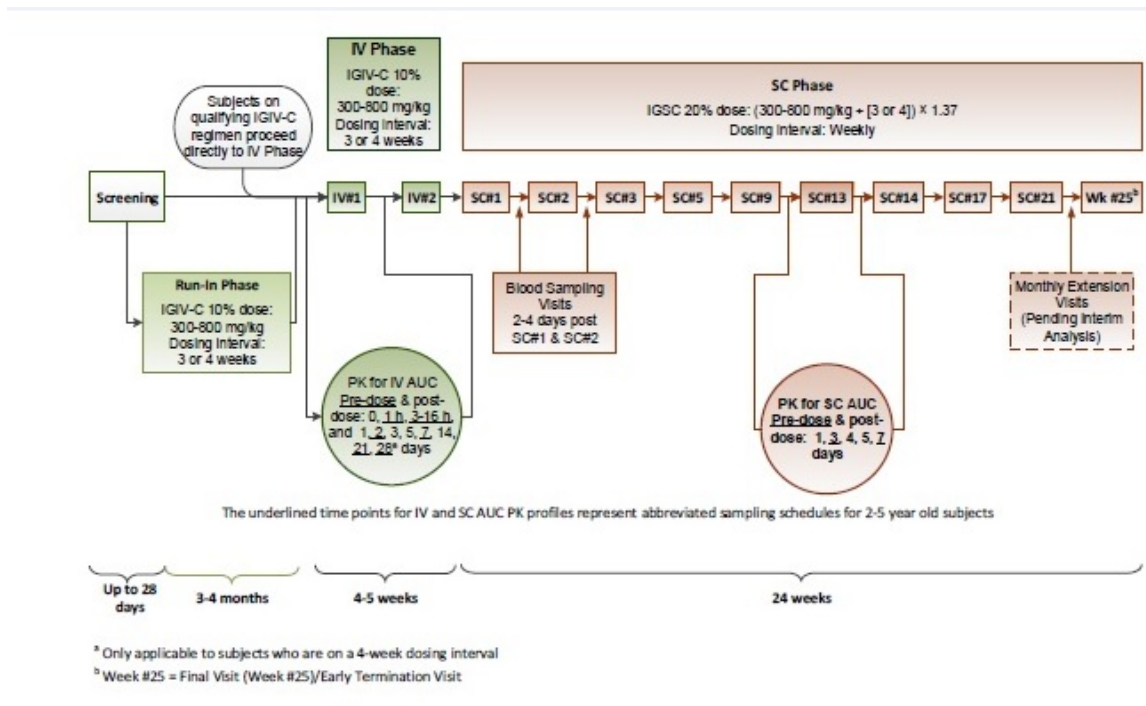 IV Phase
IGIV-C 10%
dose:
300-800 mg/kg
Dosing Interval:
3 or 4 weeks
SC Phase
IGSC 20% dose: (300-800 mg/kg ÷ [3 or 4]) × 1.37
Dosing Interval: Weekly
Subjects on
qualifying IGIV-C
regimen proceed
directly to IV Phase
Screening
IV#1
IV#2
SC#1
SC#2
SC#3
SC#5
SC#9
SC#13
SC#14
SC#17
SC#21
Wk #25ᵇ
Run-In Phase
IGIV-C 10% dose:
300-800 mg/kg
Dosing Interval:
3 or 4 weeks
Blood Sampling
Visits
2-4 days post
SC#1 & SC#2
Monthly Extension
Visits
(Pending Interim
Analysis)
PK for IV AUC
Pre-dose & post-
dose: 0, 1 h, 3-16 h,
and 1, 2, 3, 5, 7, 14,
21, 28ᵃ days
PK for SC AUC
Pre-dose & post-
dose: 1, 3, 4, 5, 7
days
The underlined time points for IV and SC AUC PK profiles represent abbreviated sampling schedules for 2-5 year old subjects
Up to 28
days
3-4 months
4-5 weeks
24 weeks
ᵃ Only applicable to subjects who are on a 4-week dosing interval
ᵇ Week #25 = Final Visit (Week #25)/Early Termination Visit